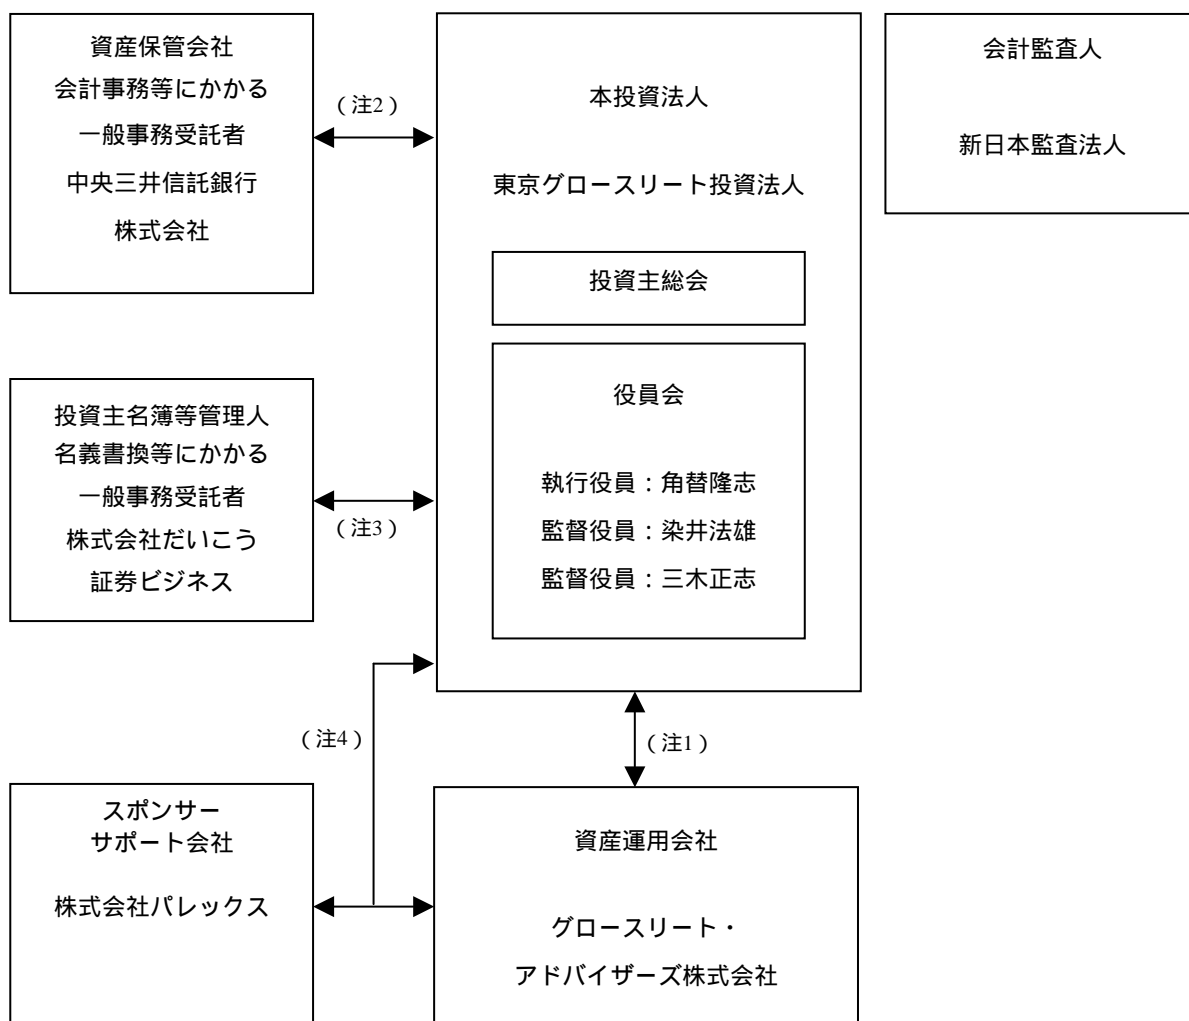 資産保管会社
会計事務等にかかる
一般事務受託者
中央三井信託銀行
株式会社
（注2）
本投資法人
東京グロースリート投資法人
投資主総会
役員会
執行役員：角替隆志
監督役員：染井法雄
監督役員：三木正志
会計監査人
新日本監査法人
投資主名簿等管理人
名義書換等にかかる
一般事務受託者
株式会社だいこう
証券ビジネス
（注3）
（注4）
（注1）
スポンサー
サポート会社
株式会社パレックス
資産運用会社
グロースリート・
アドバイザーズ株式会社